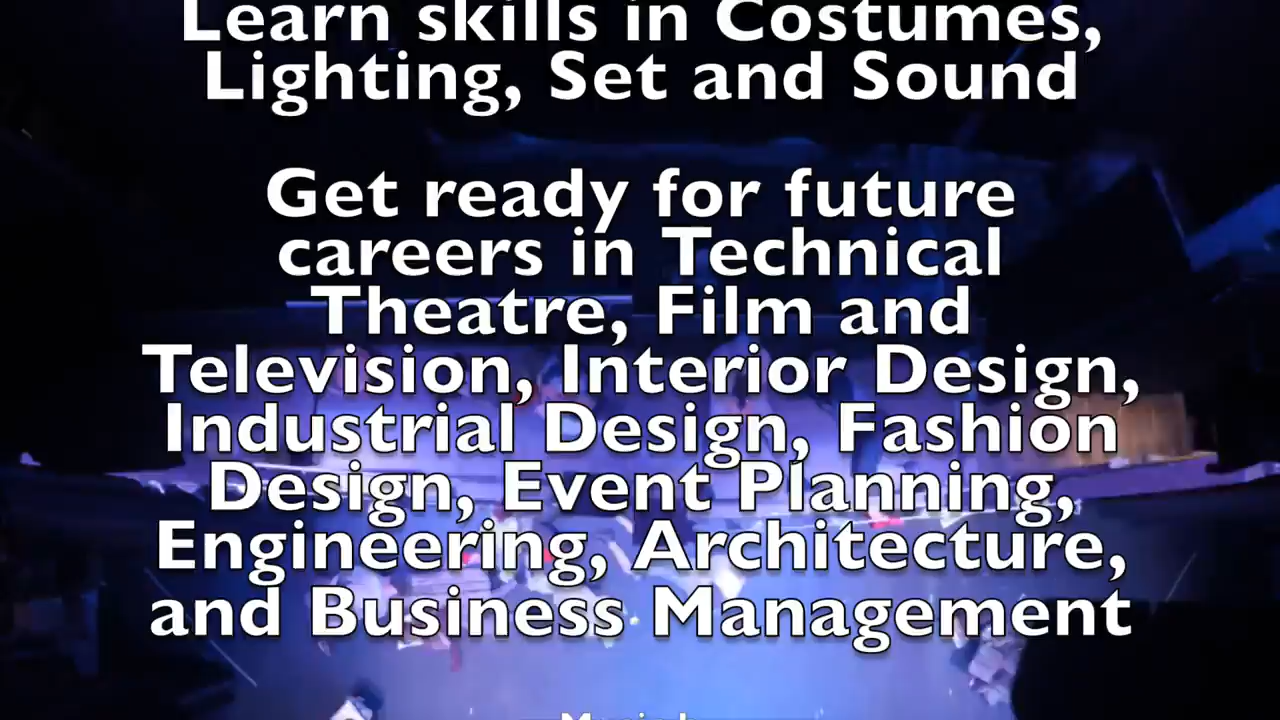 Learn skills in Costumes,
Lighting, Set and Sound
Get ready for future
careers in Technical
Theatre, Film and
Television, Interior Design,
Industrial Design, Fashion
Design, Event Planning,
Engineering, Architecture,
and Business Management